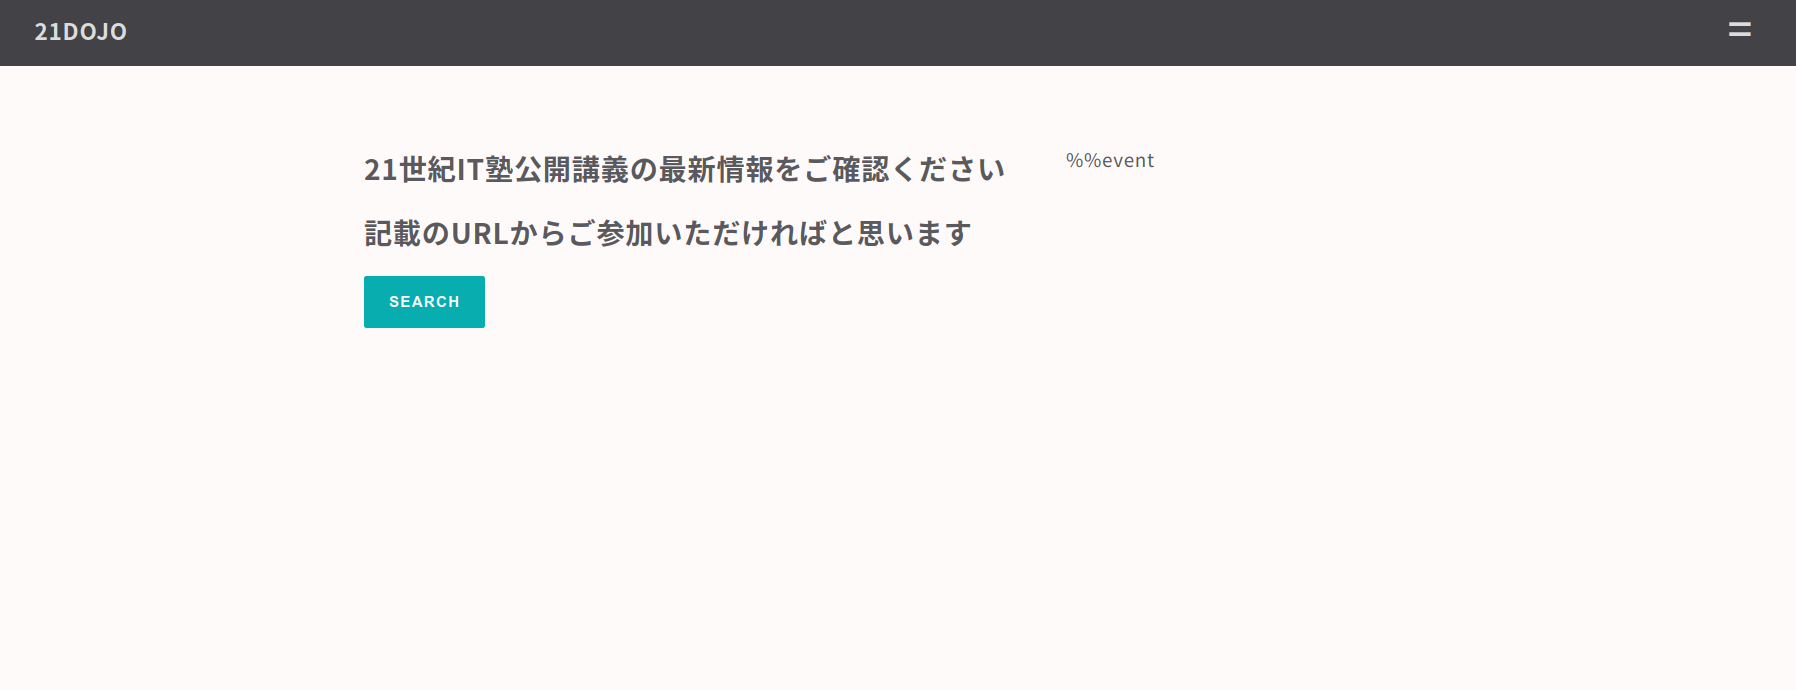 21DOJO
21世紀IT塾公開講義の最新情報をご確認ください
記載のURLからご参加いただければと思います
SEARCH
%%event